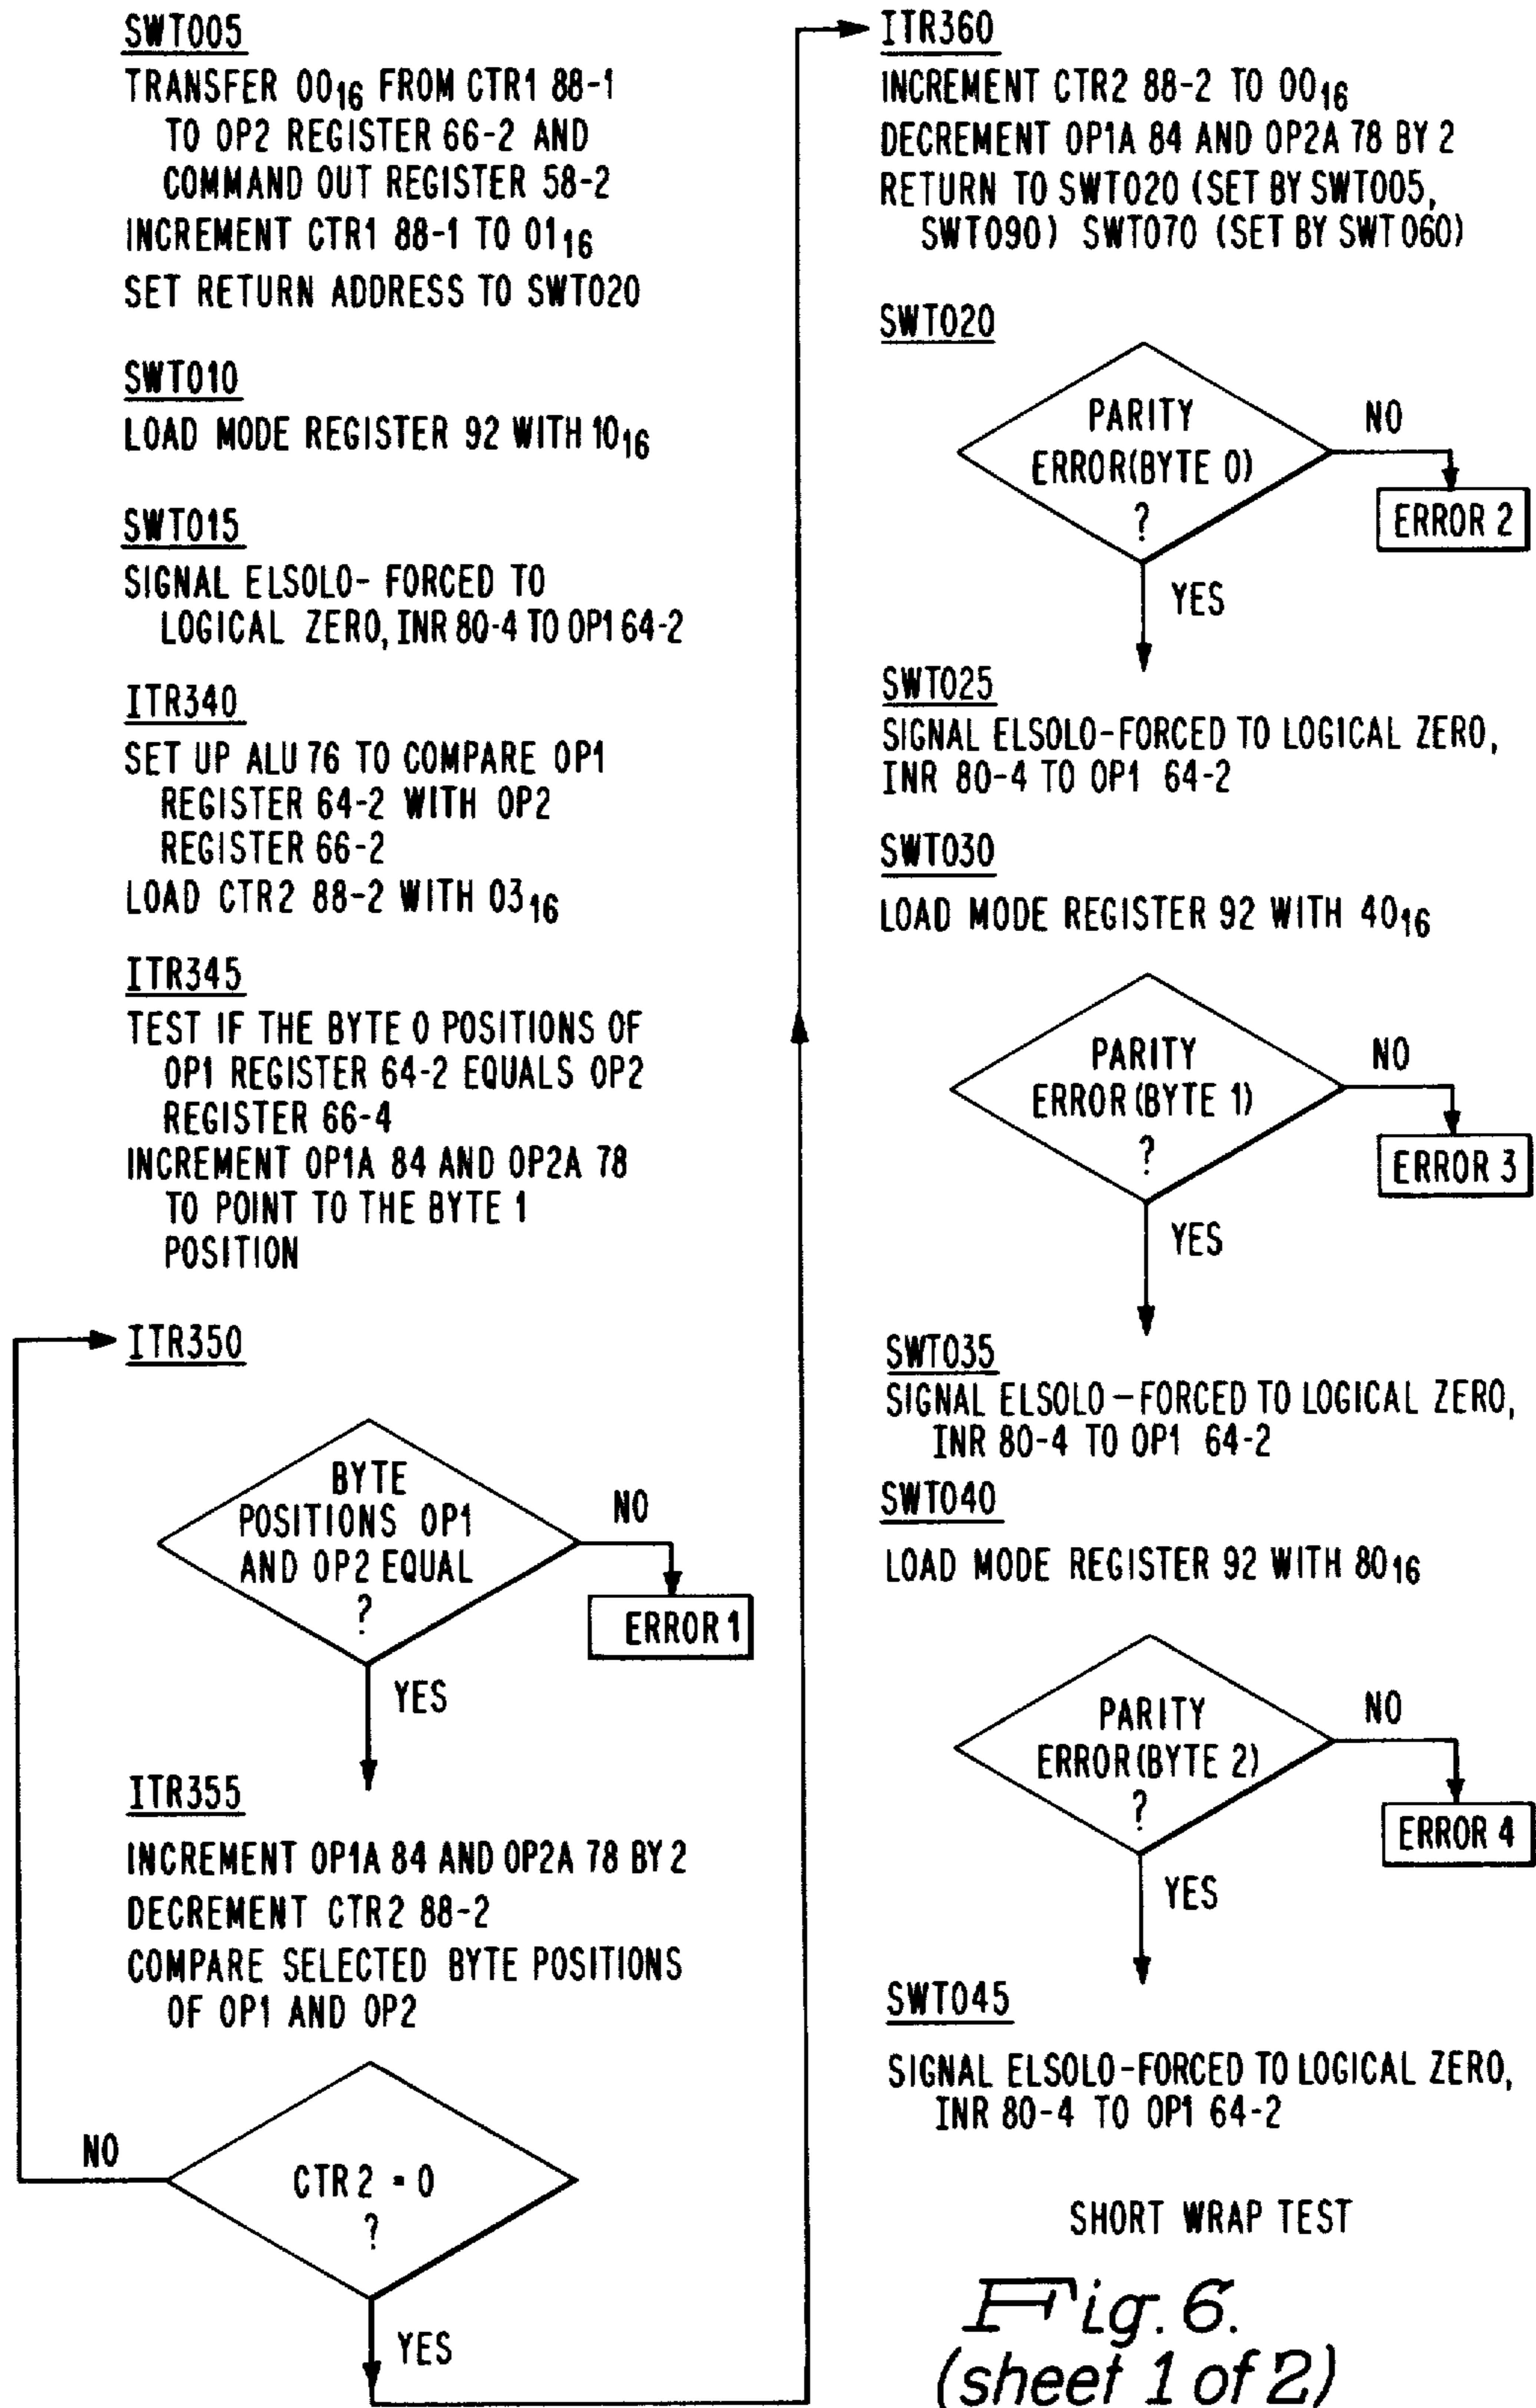 SWT005
TRANSFER 00₁₆ FROM CTR1 88-1
TO OP2 REGISTER 66-2 AND
COMMAND OUT REGISTER 58-2
INCREMENT CTR1 88-1 TO 01₁₆
SET RETURN ADDRESS TO SWT020
SWT010
LOAD MODE REGISTER 92 WITH 10₁₆
SWT015
SIGNAL ELSOLO- FORCED TO
LOGICAL ZERO, INR 80-4 TO OP1 64-2
ITR340
SET UP ALU 76 TO COMPARE OP1
REGISTER 64-2 WITH OP2
REGISTER 66-2
LOAD CTR2 88-2 WITH 03₁₆
ITR345
TEST IF THE BYTE 0 POSITIONS OF
OP1 REGISTER 64-2 EQUALS OP2
REGISTER 66-4
INCREMENT OP1A 84 AND OP2A 78
TO POINT TO THE BYTE 1
POSITION
ITR350
BYTE
POSITIONS OP1
AND OP2 EQUAL
?
NO
ERROR 1
YES
ITR355
INCREMENT OP1A 84 AND OP2A 78 BY 2
DECREMENT CTR2 88-2
COMPARE SELECTED BYTE POSITIONS
OF OP1 AND OP2
NO
CTR2 = 0
?
YES
ITR360
INCREMENT CTR2 88-2 TO 00₁₆
DECREMENT OP1A 84 AND OP2A 78 BY 2
RETURN TO SWT020 (SET BY SWT005,
SWT090) SWT070 (SET BY SWT060)
SWT020
PARITY
ERROR(BYTE 0)
?
NO
ERROR 2
YES
SWT025
SIGNAL ELSOLO-FORCED TO LOGICAL ZERO,
INR 80-4 TO OP1 64-2
SWT030
LOAD MODE REGISTER 92 WITH 40₁₆
PARITY
ERROR(BYTE 1)
?
NO
ERROR 3
YES
SWT035
SIGNAL ELSOLO–FORCED TO LOGICAL ZERO,
INR 80-4 TO OP1 64-2
SWT040
LOAD MODE REGISTER 92 WITH 80₁₆
PARITY
ERROR(BYTE 2)
?
NO
ERROR 4
YES
SWT045
SIGNAL ELSOLO-FORCED TO LOGICAL ZERO,
INR 80-4 TO OP1 64-2
SHORT WRAP TEST
Fig. 6.
(sheet 1 of 2)